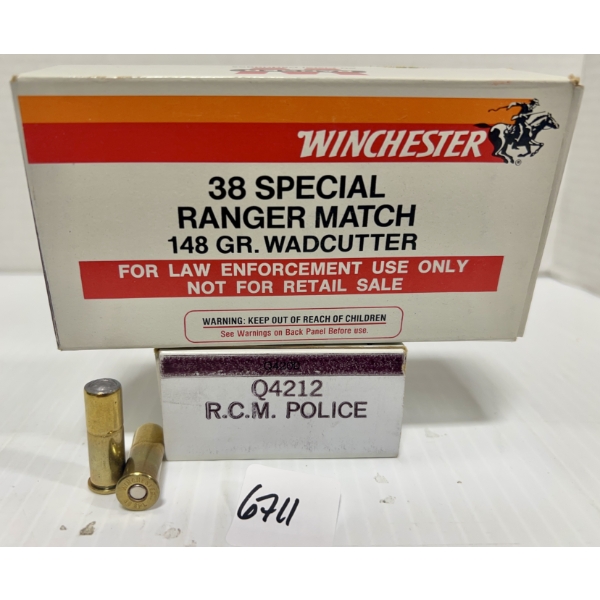 WINCHESTER
38 SPECIAL
RANGER MATCH
148 GR. WADCUTTER
FOR LAW ENFORCEMENT USE ONLY
NOT FOR RETAIL SALE
WARNING: KEEP OUT OF REACH OF CHILDREN
See Warnings on Back Panel Before use.
Q4212
R.C.M. POLICE
6711